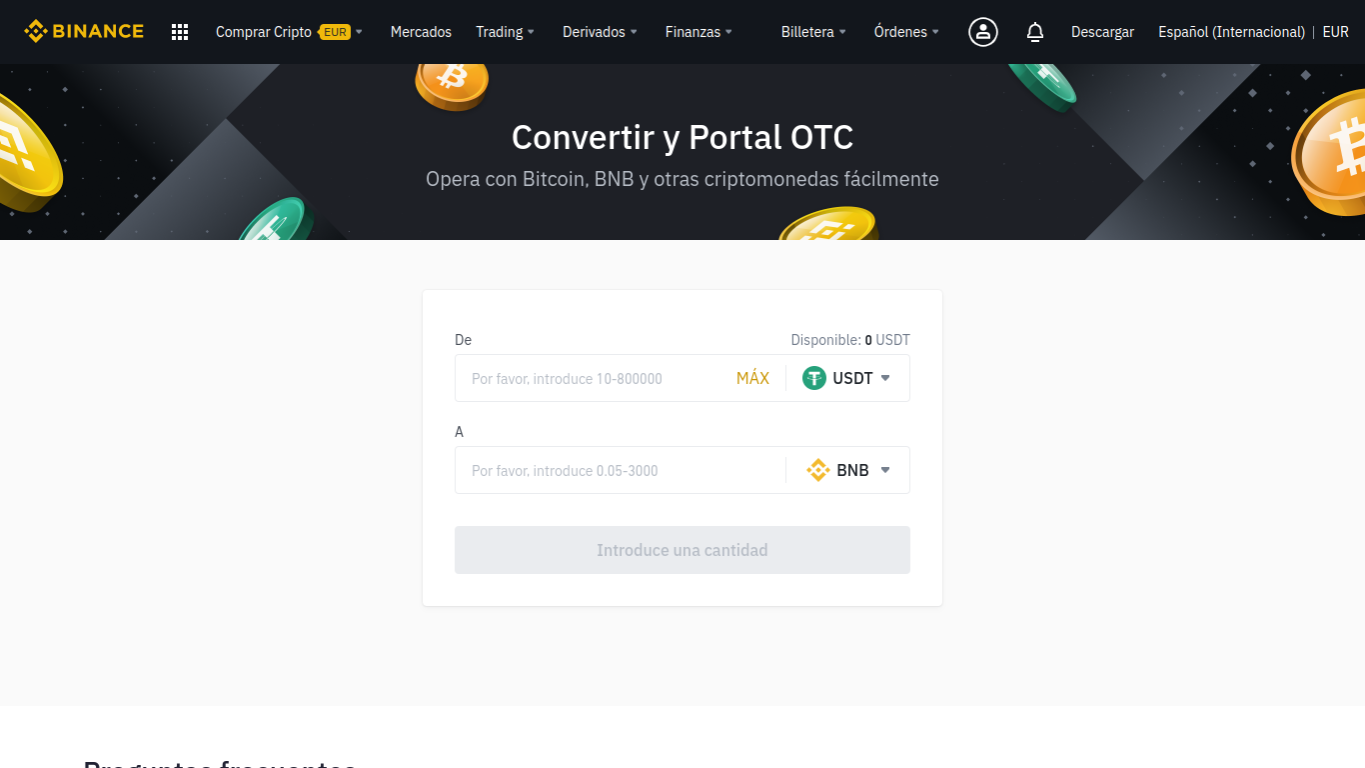 BINANCE Comprar Cripto EUR Mercados Trading Derivados Finanzas Billetera Órdenes Descargar Español (Internacional) | EUR
Convertir y Portal OTC
Opera con Bitcoin, BNB y otras criptomonedas fácilmente
De Disponible: 0 USDT
Por favor, introduce 10-800000 MÁX USDT
A
Por favor, introduce 0.05-3000 BNB
Introduce una cantidad
Preguntas frecuentes